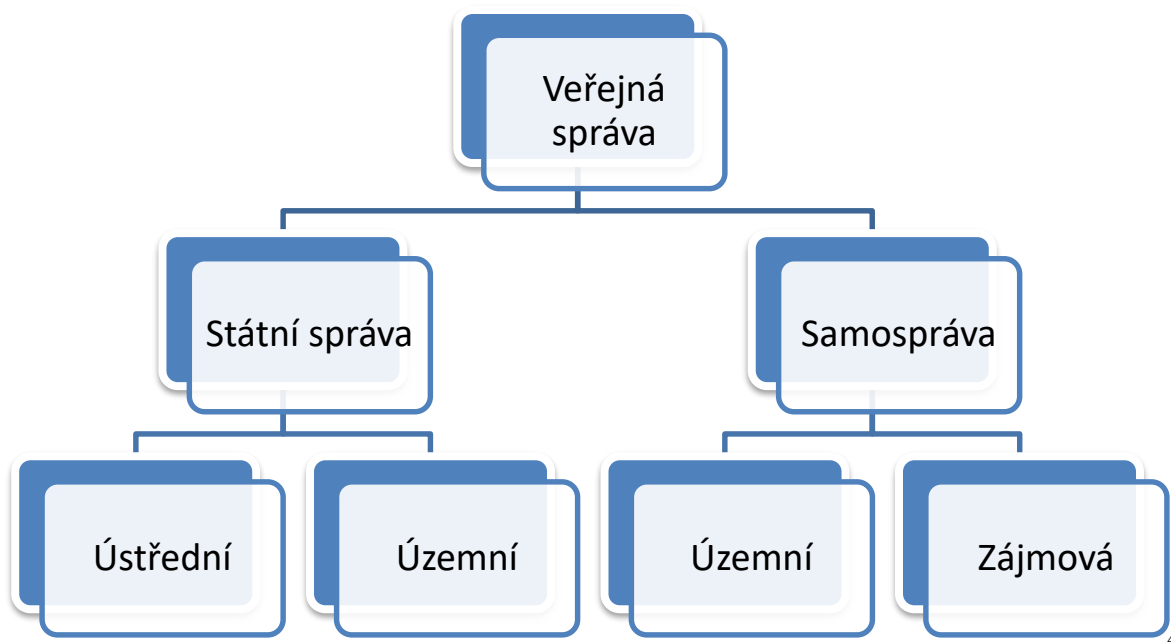 Veřejná
správa
Státní správa
Samospráva
Ústřední
Územní
Územní
Zájmová